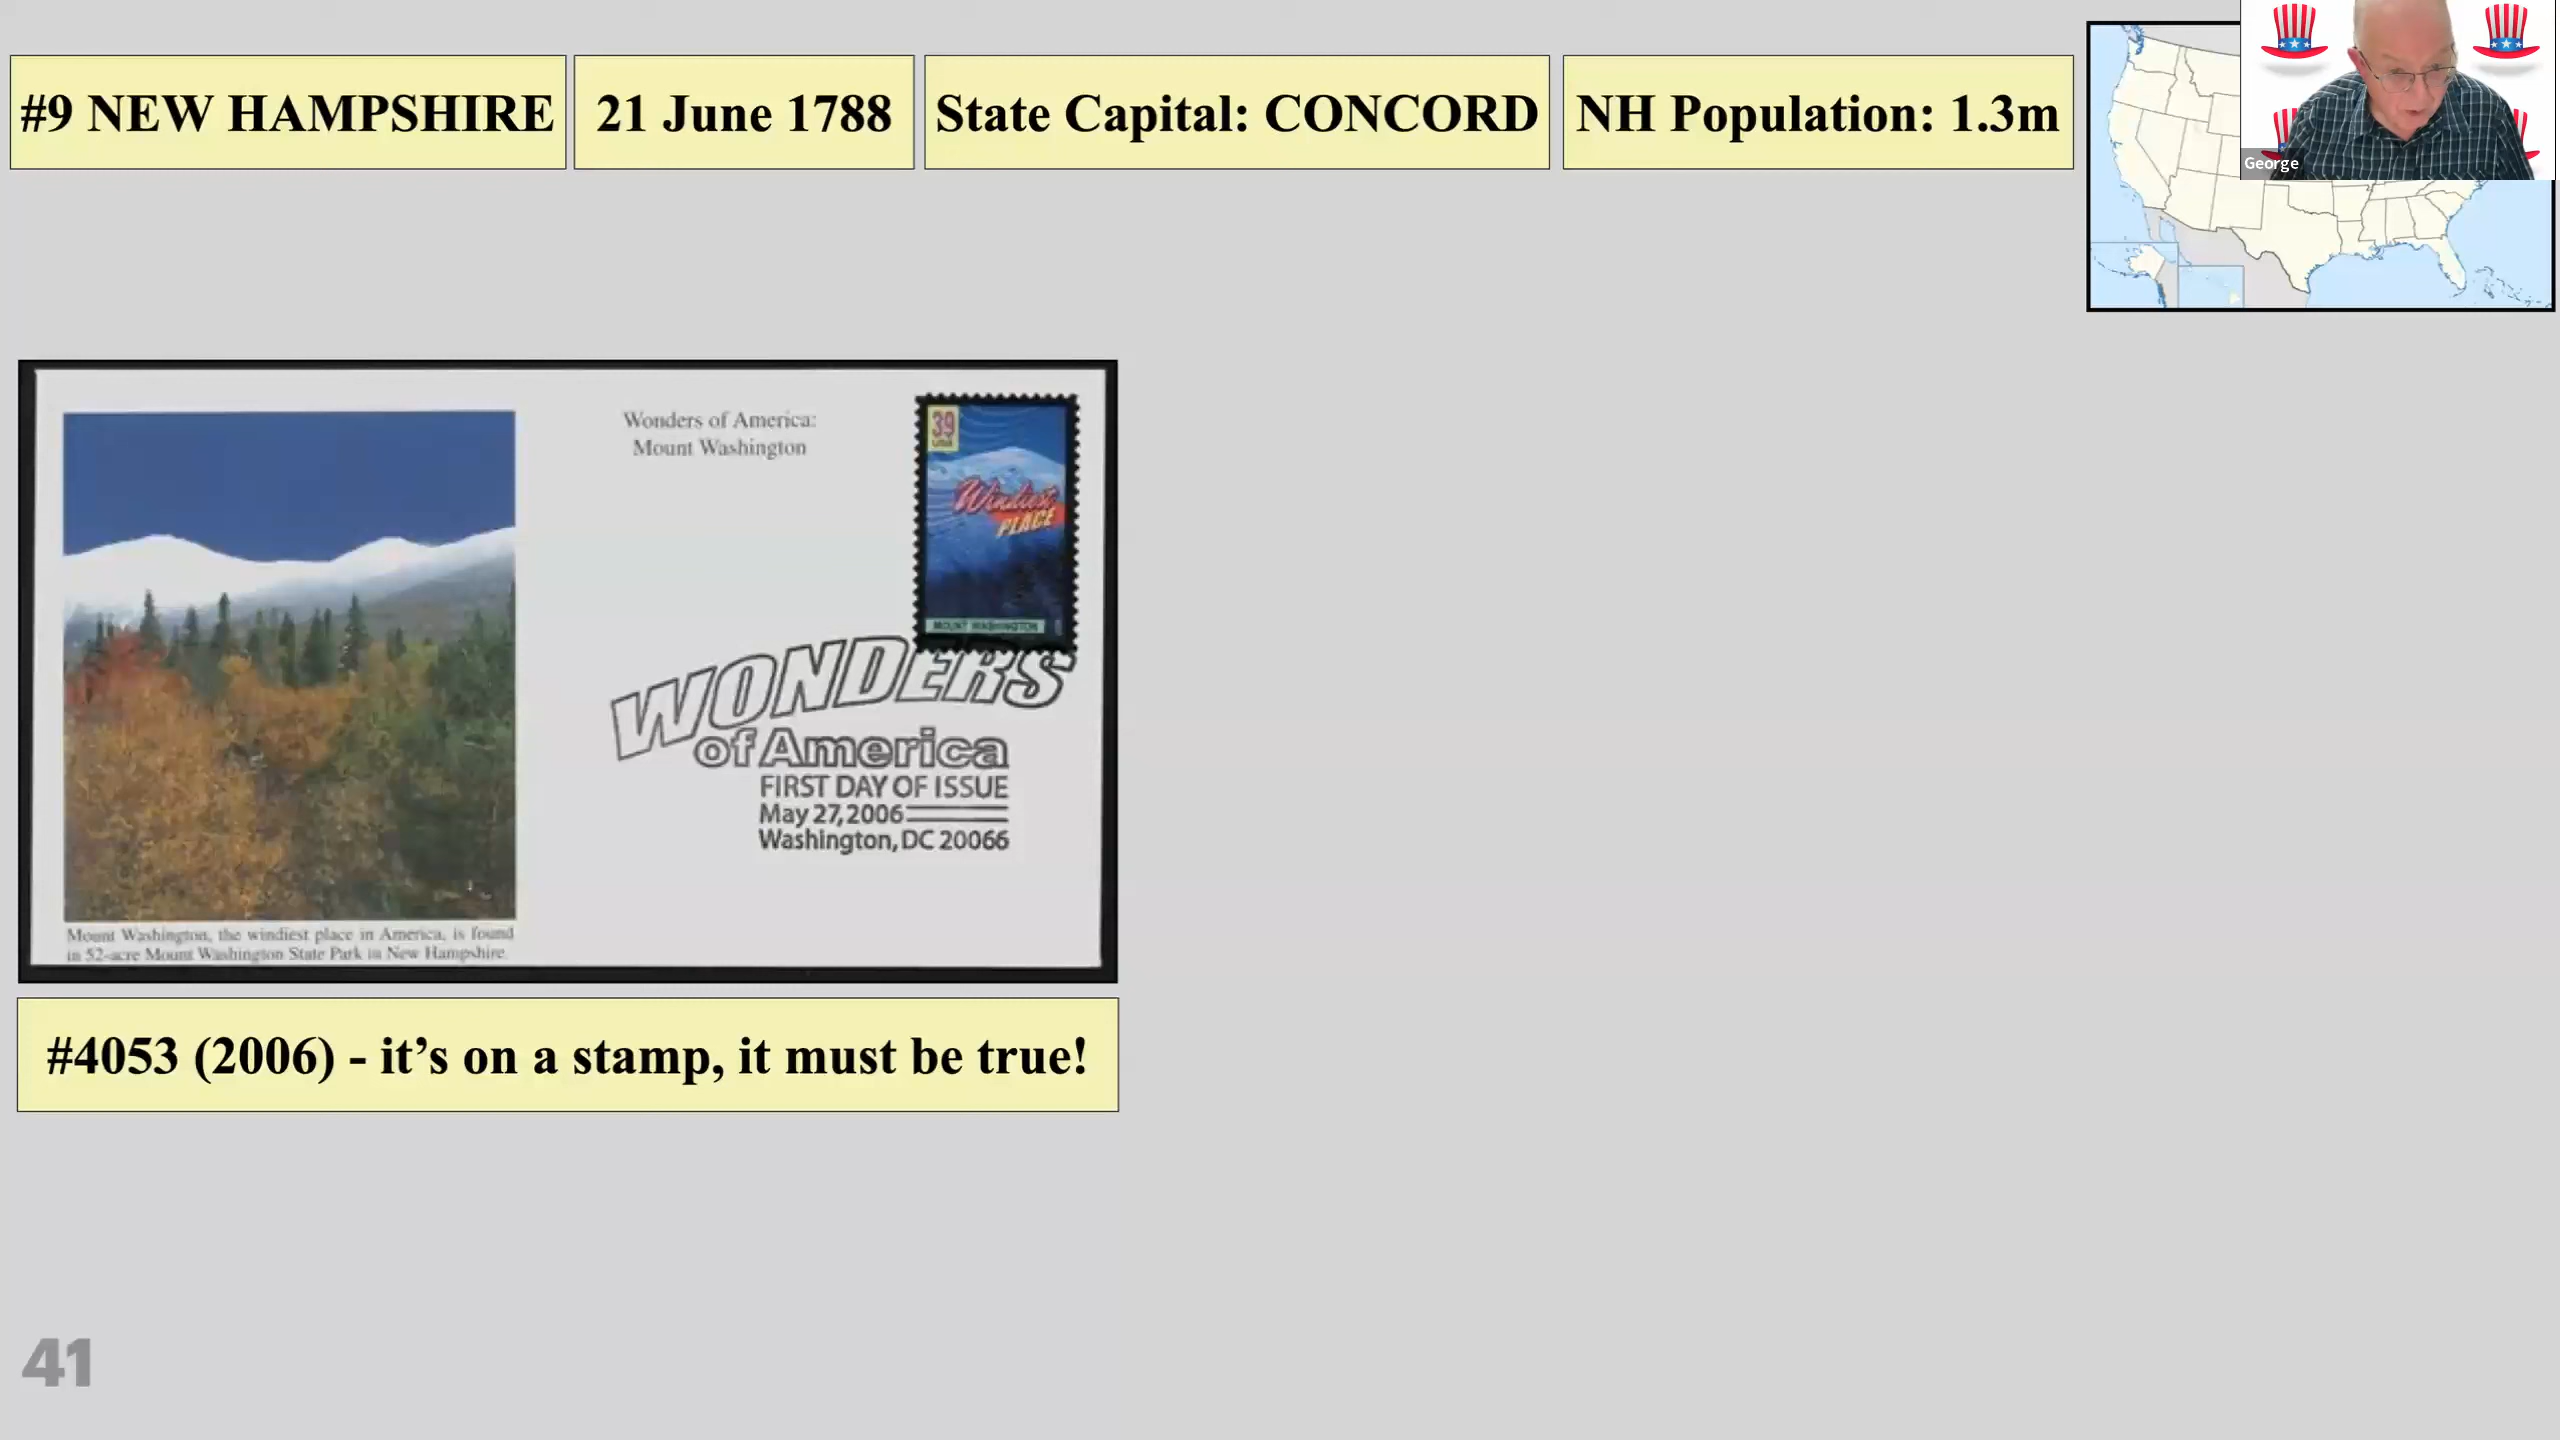 #9 NEW HAMPSHIRE
21 June 1788
State Capital: CONCORD
NH Population: 1.3m
George
Wonders of America:
Mount Washington
39
USA
Windiest
PLACE
MOUNT WASHINGTON
WONDERS
of America
FIRST DAY OF ISSUE
May 27, 2006
Washington, DC 20066
Mount Washington, the windiest place in America, is found
in 52-acre Mount Washington State Park in New Hampshire.
#4053 (2006) - it’s on a stamp, it must be true!
41